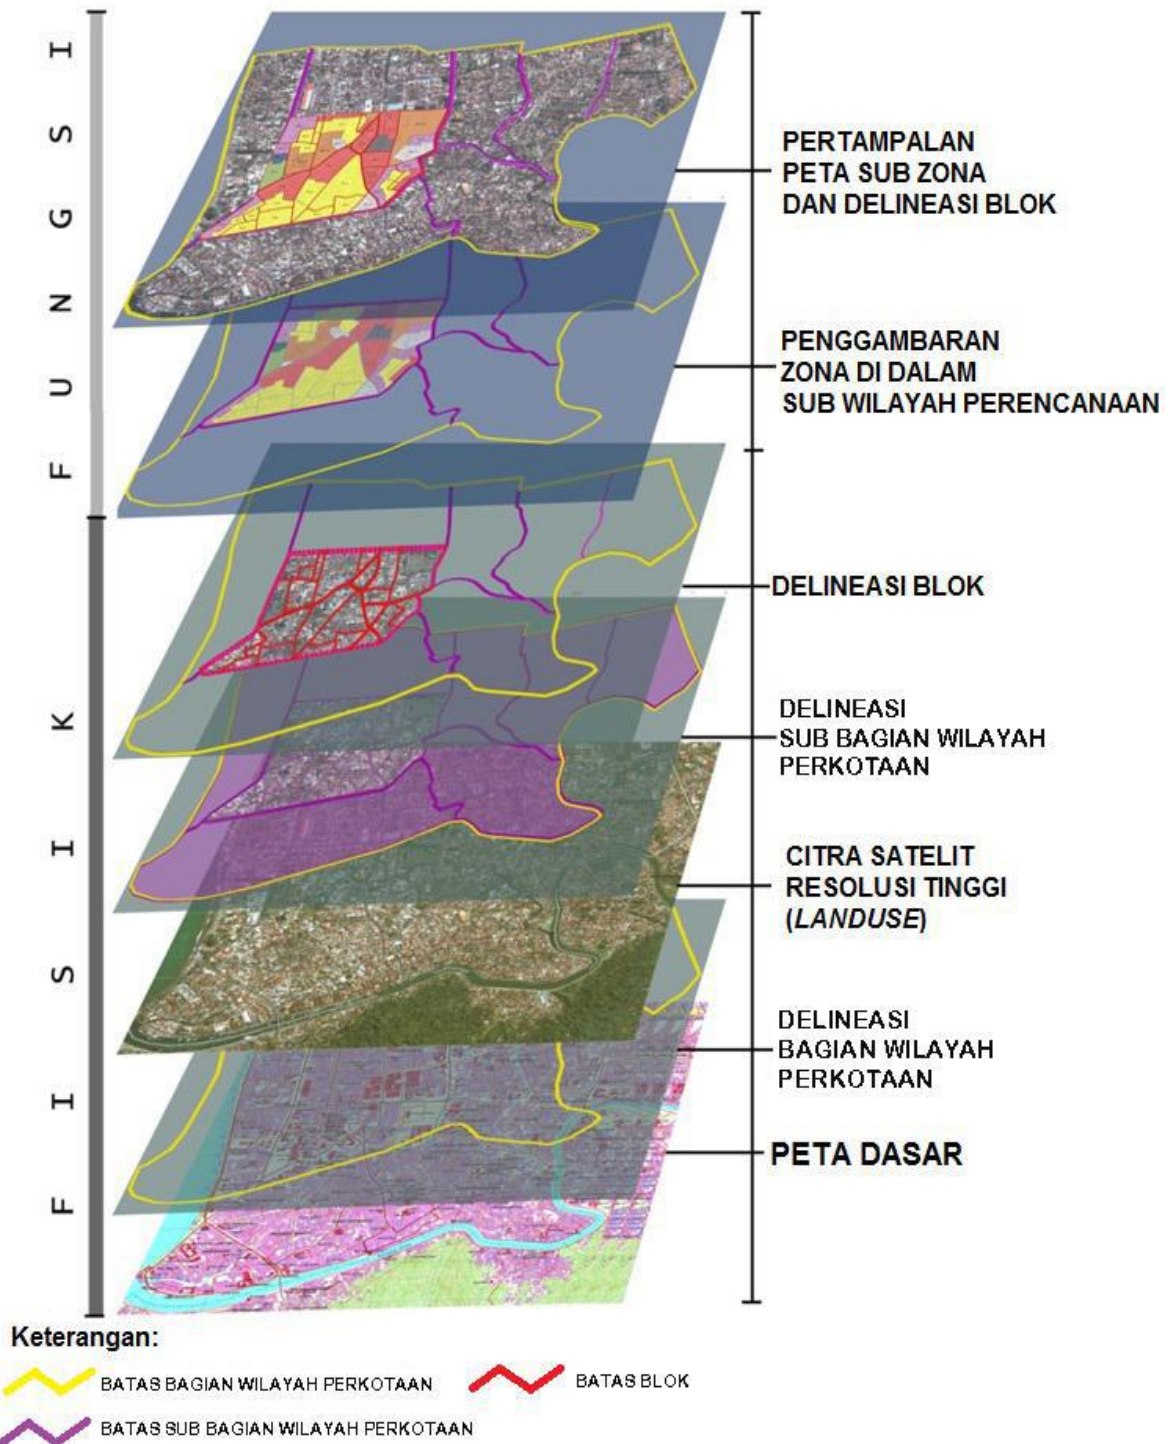 FUNGSI
PERTAMPALAN
PETA SUB ZONA
DAN DELINEASI BLOK
PENGGAMBARAN
ZONA DI DALAM
SUB WILAYAH PERENCANAAN
FISIK
DELINEASI BLOK
DELINEASI
SUB BAGIAN WILAYAH
PERKOTAAN
CITRA SATELIT
RESOLUSI TINGGI
(LANDUSE)
DELINEASI
BAGIAN WILAYAH
PERKOTAAN
PETA DASAR
Keterangan:
BATAS BAGIAN WILAYAH PERKOTAAN
BATAS BLOK
BATAS SUB BAGIAN WILAYAH PERKOTAAN